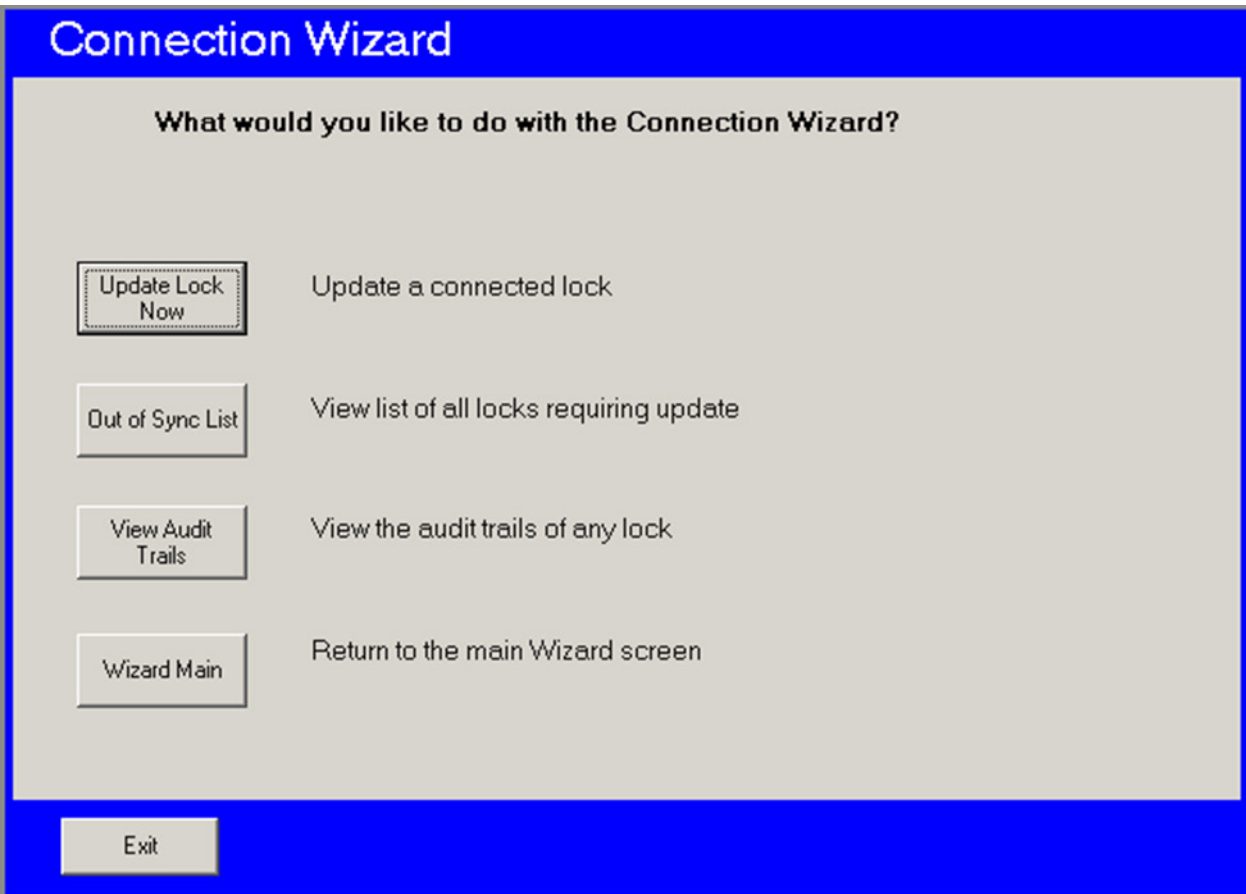 Connection Wizard
What would you like to do with the Connection Wizard?
Update Lock
Now
Update a connected lock
Out of Sync List
View list of all locks requiring update
View Audit
Trails
View the audit trails of any lock
Wizard Main
Return to the main Wizard screen
Exit